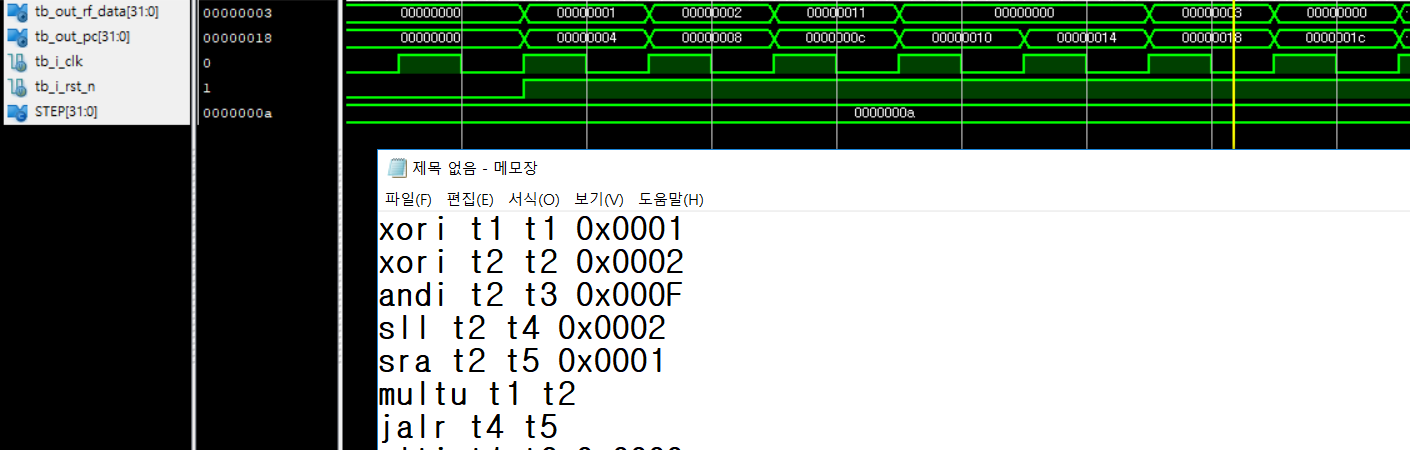 tb_out_rf_data[31:0] 00000003 00000000 00000001 00000002 00000011 00000000 00000003 00000000
tb_out_pc[31:0] 00000018 00000000 00000004 00000008 0000000c 00000010 00000014 00000018 0000001c
tb_i_clk 0
tb_i_rst_n 1
STEP[31:0] 0000000a 0000000a
제목 없음 - 메모장
파일(F) 편집(E) 서식(O) 보기(V) 도움말(H)
xori t1 t1 0x0001
xori t2 t2 0x0002
andi t2 t3 0x000F
sll t2 t4 0x0002
sra t2 t5 0x0001
multu t1 t2
jalr t4 t5